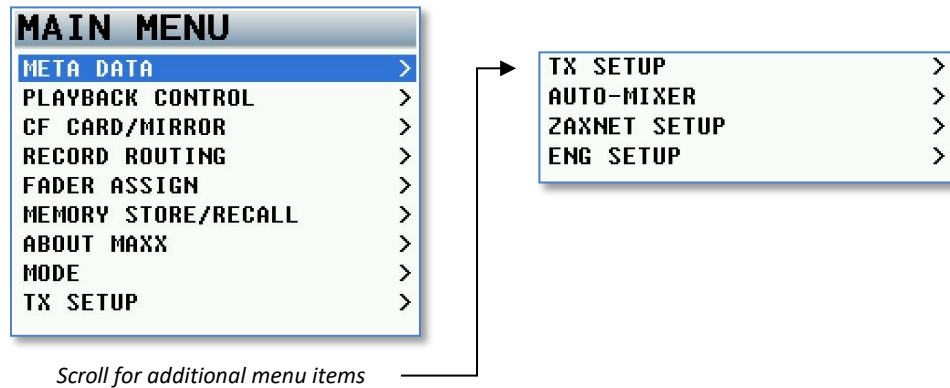 MAIN MENU
META DATA >
PLAYBACK CONTROL >
CF CARD/MIRROR >
RECORD ROUTING >
FADER ASSIGN >
MEMORY STORE/RECALL >
ABOUT MAXX >
MODE >
TX SETUP >
Scroll for additional menu items
TX SETUP >
AUTO-MIXER >
ZAXNET SETUP >
ENG SETUP >